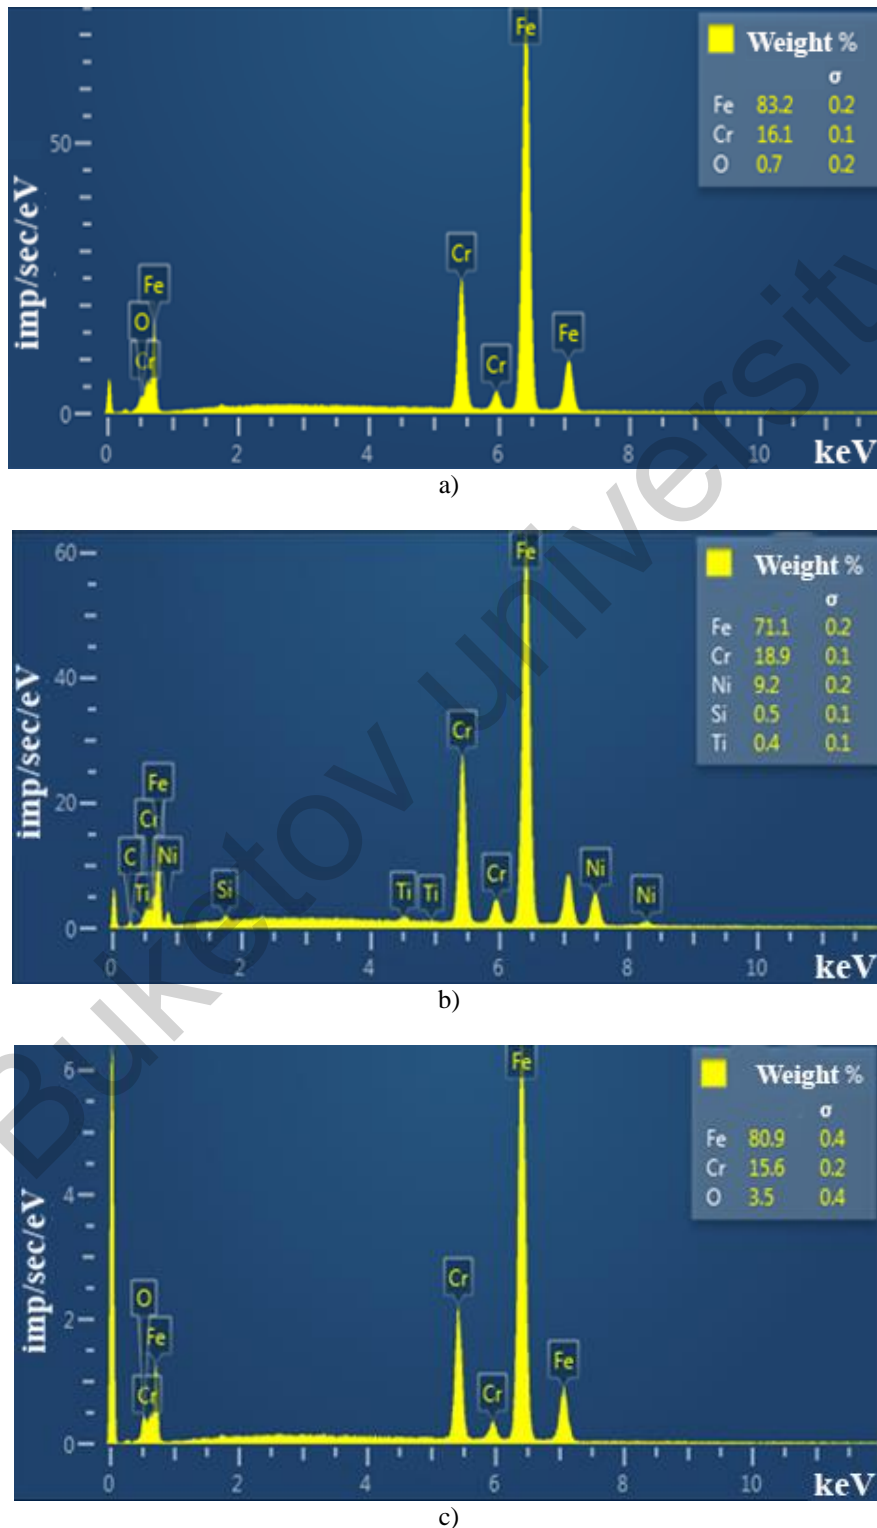 Fe
Weight %
σ
Fe 83.2 0.2
Cr 16.1 0.1
O 0.7 0.2
50
imp/sec/eV
Cr
Fe
O
Cr
Cr
Fe
0
0 2 4 6 8 10 keV
a)
60
Fe
Weight %
σ
Fe 71.1 0.2
Cr 18.9 0.1
Ni 9.2 0.2
Si 0.5 0.1
Ti 0.4 0.1
40
imp/sec/eV
Cr
Fe
20
Cr
C
Ni
Ti
Si
Ti
Ti
Cr
Ni
Ni
0
0 2 4 6 8 10 keV
b)
6
Fe
Weight %
σ
Fe 80.9 0.4
Cr 15.6 0.2
O 3.5 0.4
4
imp/sec/eV
Cr
O
2
Fe
Cr
Cr
Fe
0
0 2 4 6 8 10 keV
c)
Buketov university